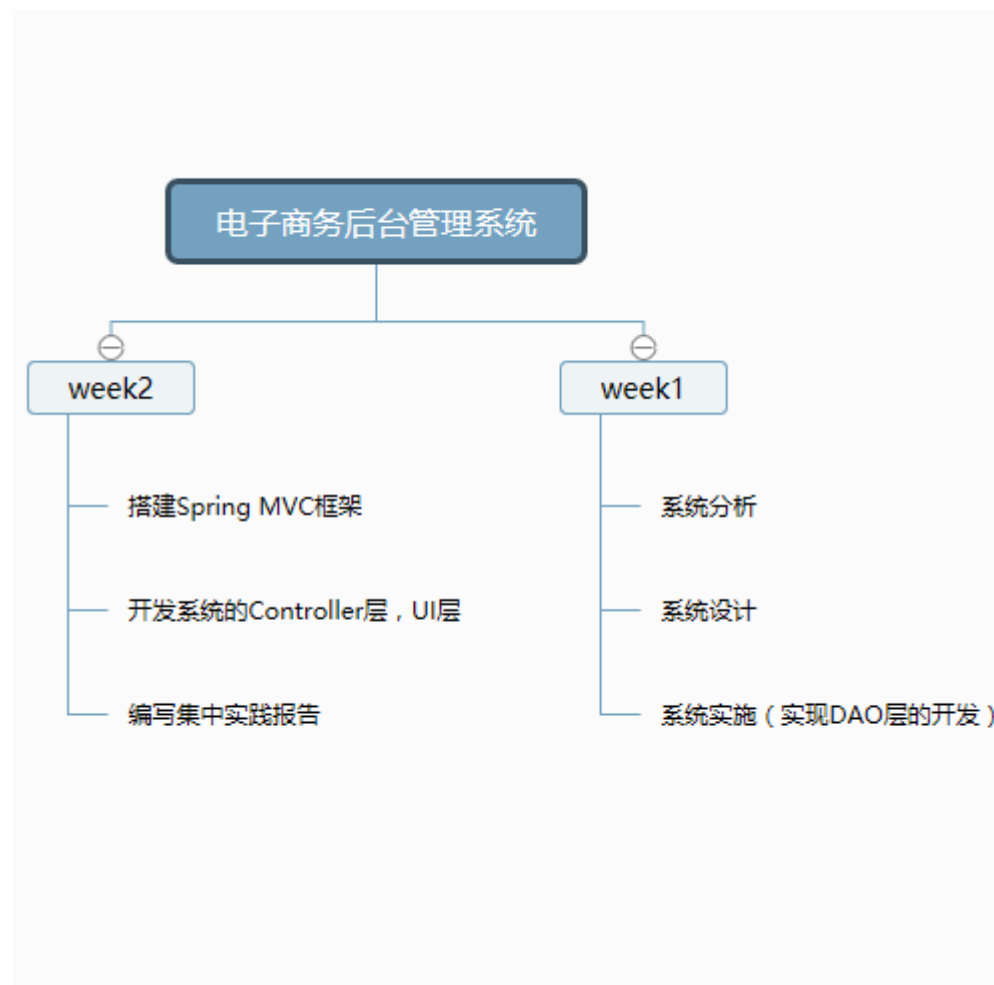 电子商务后台管理系统
week2
week1
搭建Spring MVC框架
系统分析
开发系统的Controller层，UI层
系统设计
编写集中实践报告
系统实施（实现DAO层的开发）